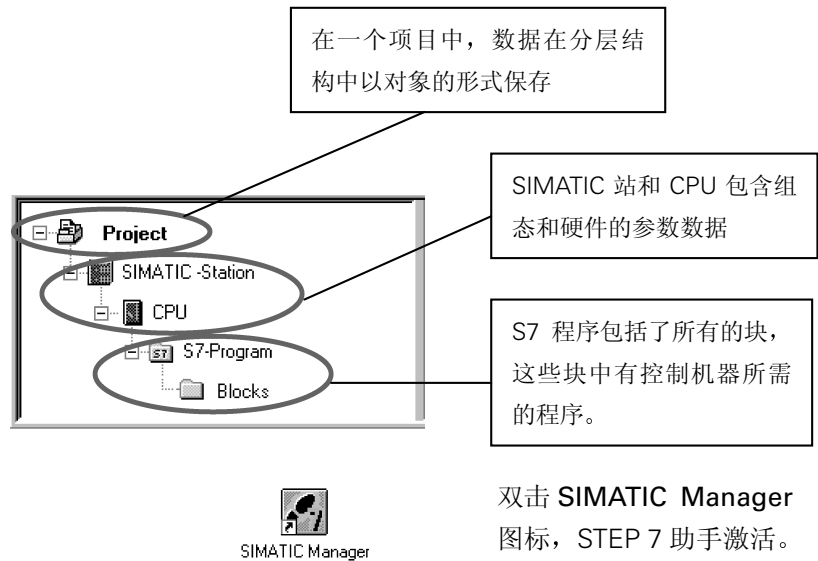 在一个项目中，数据在分层结
构中以对象的形式保存
SIMATIC 站和 CPU 包含组
态和硬件的参数数据
Project
SIMATIC -Station
CPU
S7-Program
Blocks
S7 程序包括了所有的块，
这些块中有控制机器所需
的程序。
SIMATIC Manager
双击 SIMATIC Manager
图标，STEP 7 助手激活。